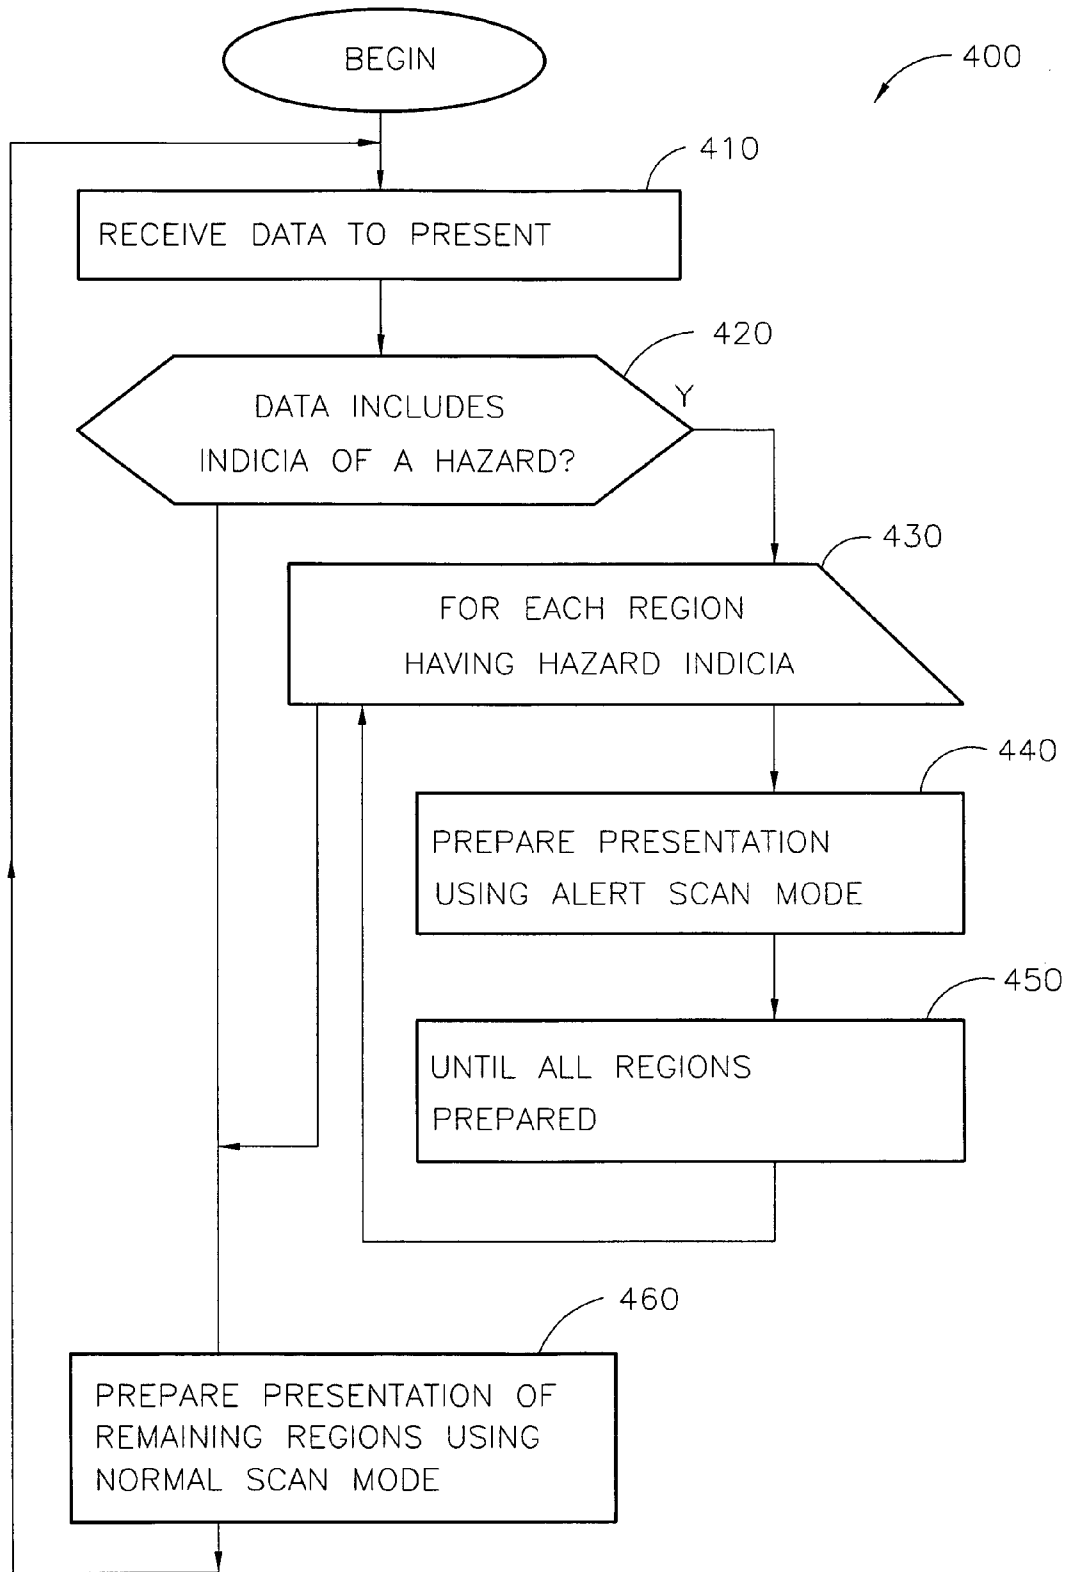 BEGIN
400
410
RECEIVE DATA TO PRESENT
420
DATA INCLUDES
INDICIA OF A HAZARD?
Y
430
FOR EACH REGION
HAVING HAZARD INDICIA
440
PREPARE PRESENTATION
USING ALERT SCAN MODE
450
UNTIL ALL REGIONS
PREPARED
460
PREPARE PRESENTATION OF
REMAINING REGIONS USING
NORMAL SCAN MODE